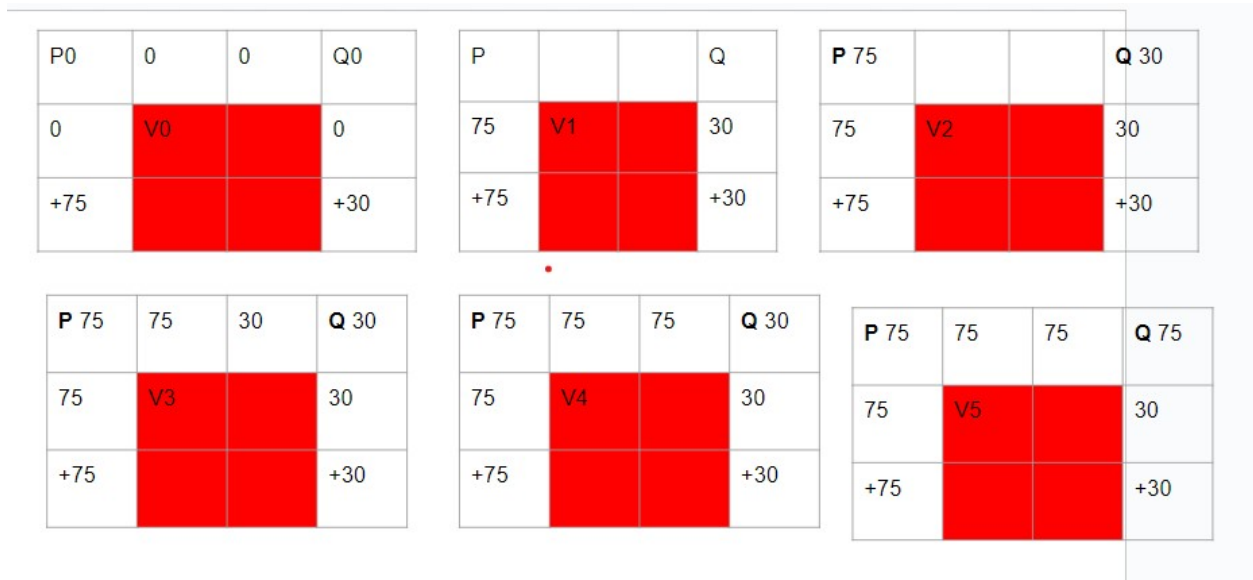 P0 0 0 Q0
0 V0 0
+75 +30
P Q
75 V1 30
+75 +30
P 75 Q 30
75 V2 30
+75 +30
P 75 75 30 Q 30
75 V3 30
+75 +30
P 75 75 75 Q 30
75 V4 30
+75 +30
P 75 75 75 Q 75
75 V5 30
+75 +30